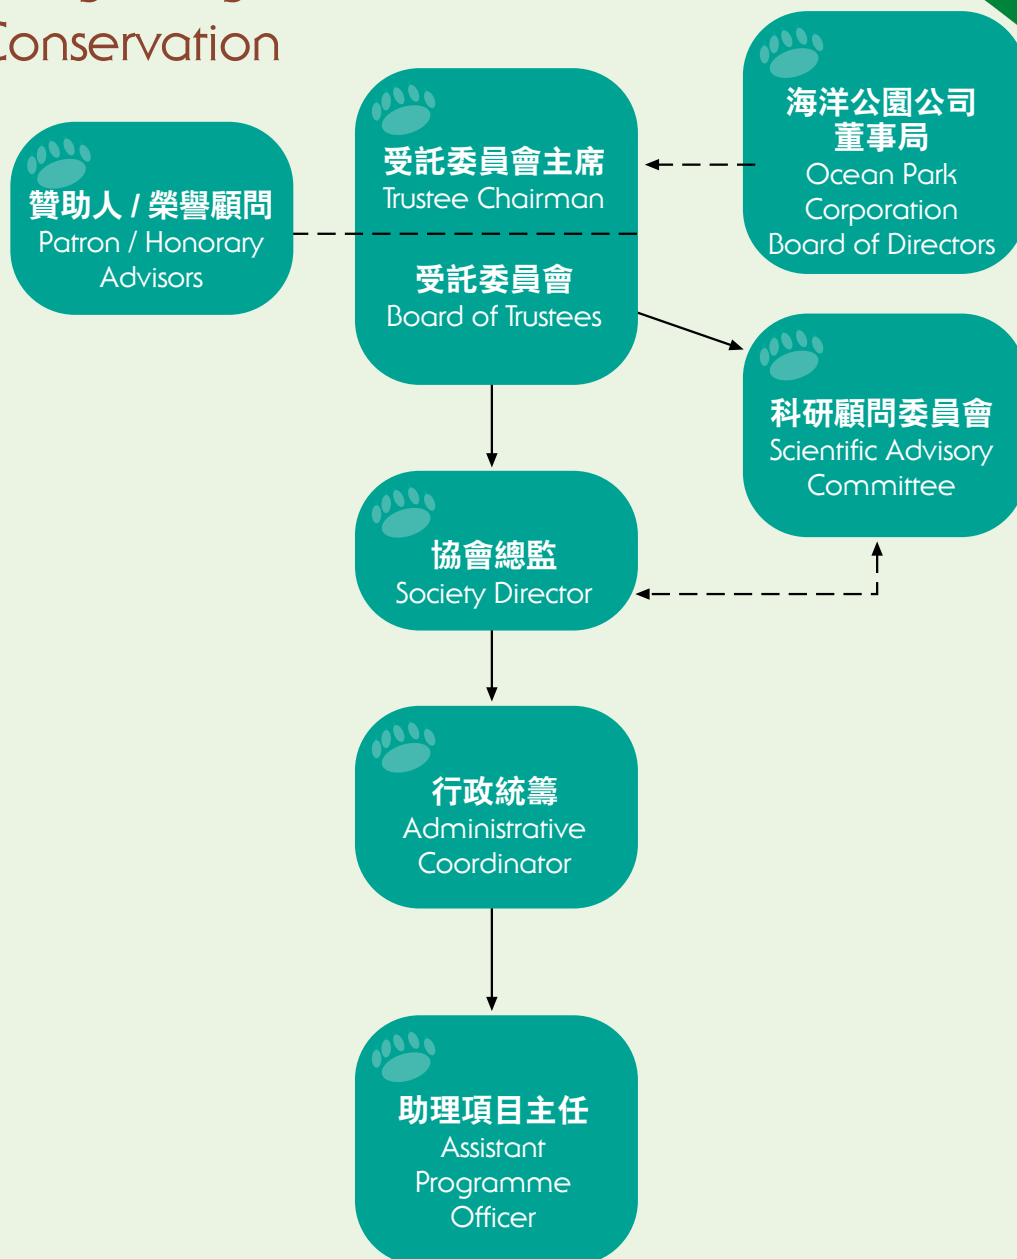 Conservation
贊助人 / 榮譽顧問
Patron / Honorary
Advisors
受託委員會主席
Trustee Chairman
受託委員會
Board of Trustees
海洋公園公司
董事局
Ocean Park
Corporation
Board of Directors
科研顧問委員會
Scientific Advisory
Committee
協會總監
Society Director
行政統籌
Administrative
Coordinator
助理項目主任
Assistant
Programme
Officer